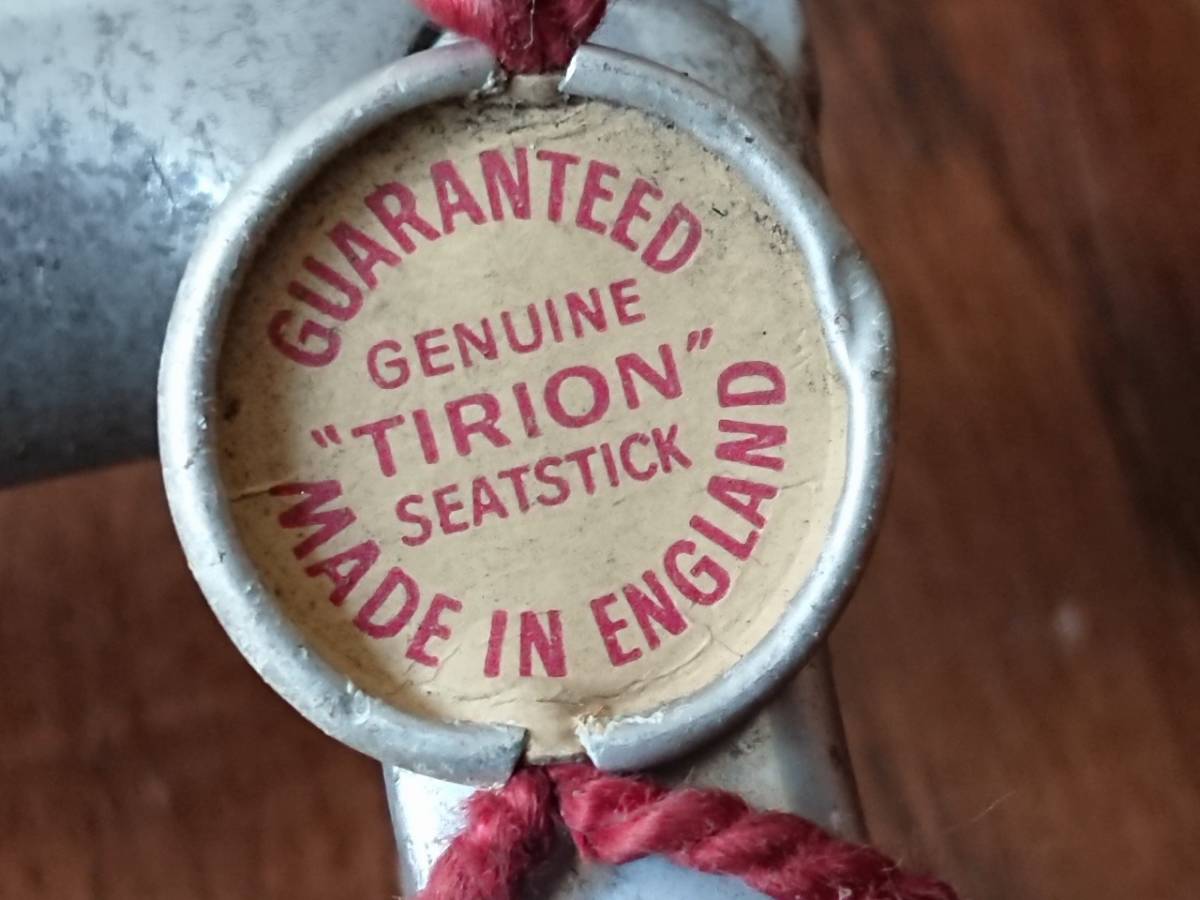 GUARANTEED
GENUINE
"TIRION"
SEATSTICK
MADE IN ENGLAND